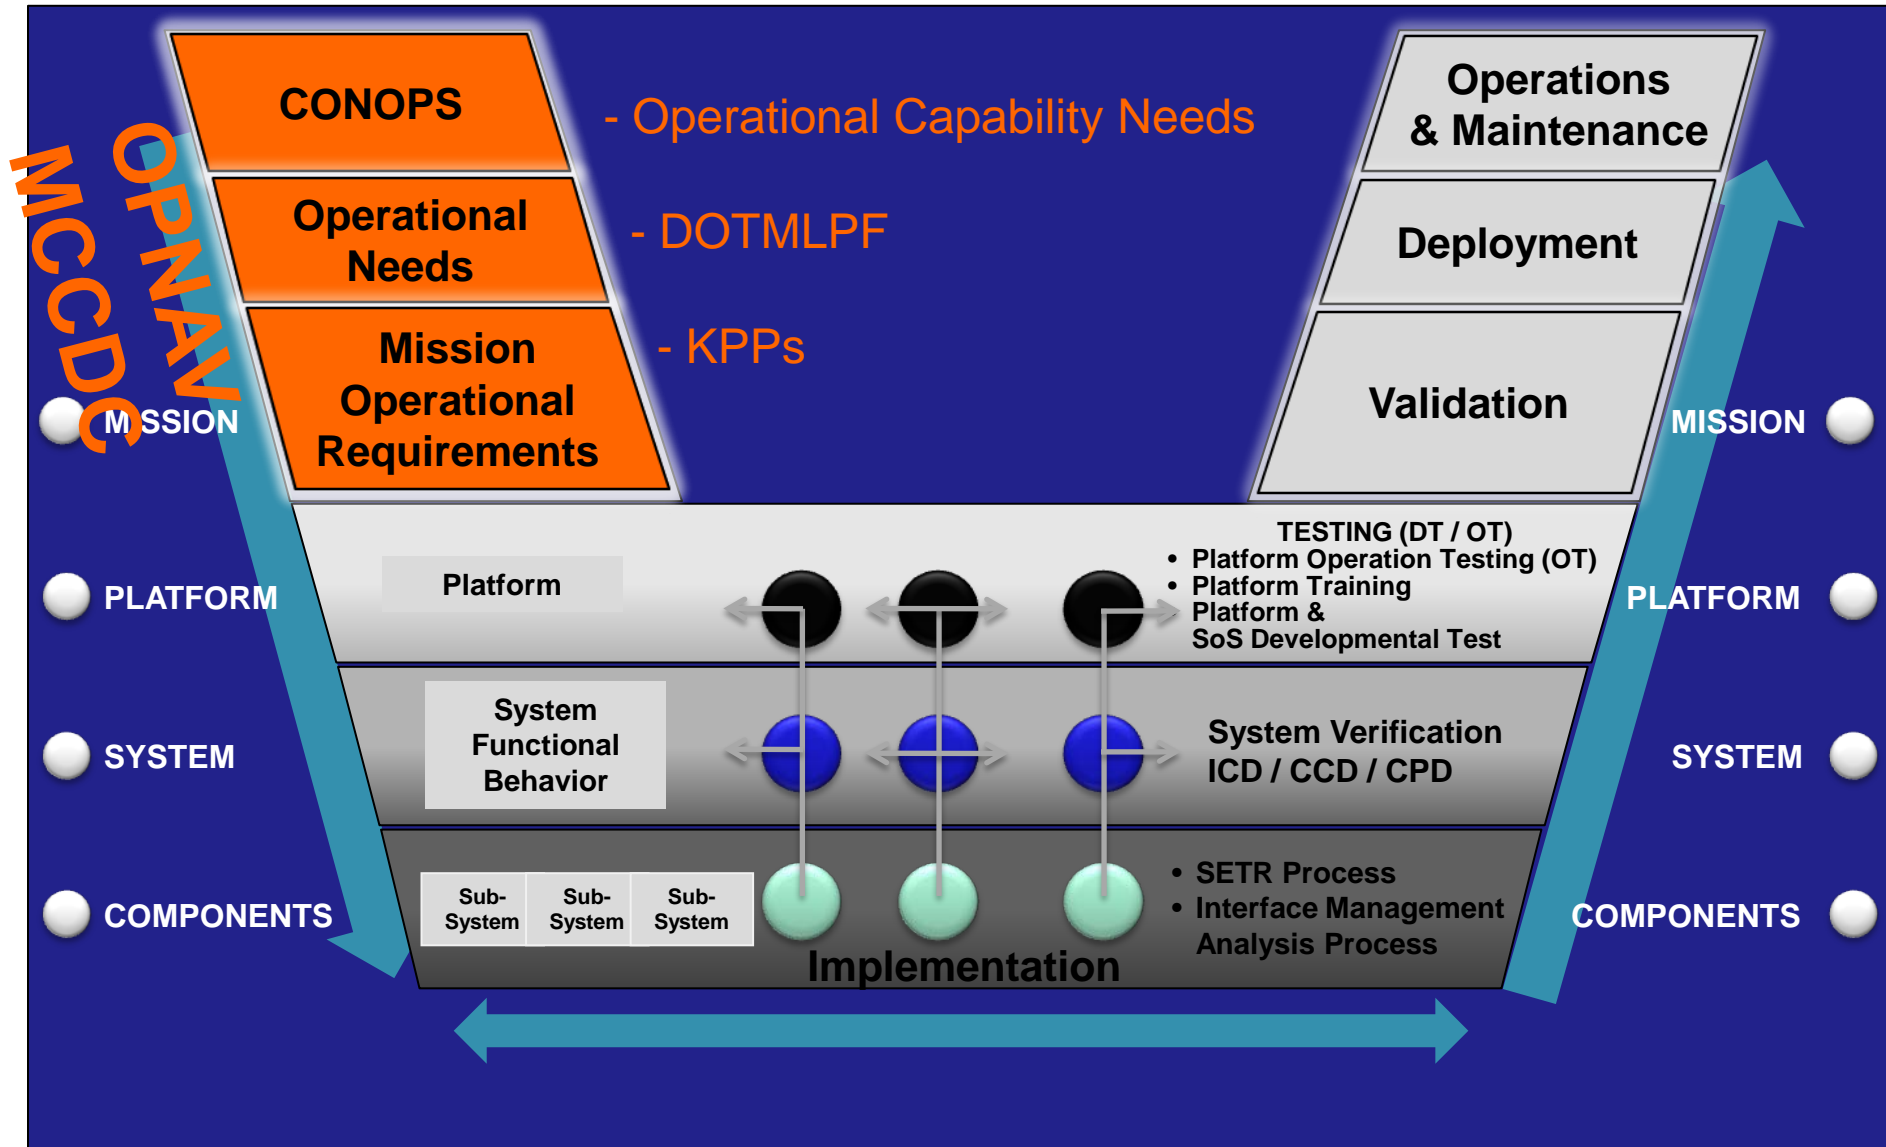 CONOPS
- Operational Capability Needs
Operations
& Maintenance
OPNAV
MCCDC
Operational
Needs
- DOTMLPF
Deployment
Mission
Operational
Requirements
- KPPs
Validation
MISSION
MISSION
PLATFORM
Platform
TESTING (DT / OT)
• Platform Operation Testing (OT)
• Platform Training
• Platform &
SoS Developmental Test
PLATFORM
SYSTEM
System
Functional
Behavior
System Verification
ICD / CCD / CPD
SYSTEM
COMPONENTS
Sub-
System
Sub-
System
Sub-
System
• SETR Process
• Interface Management
Analysis Process
Implementation
COMPONENTS